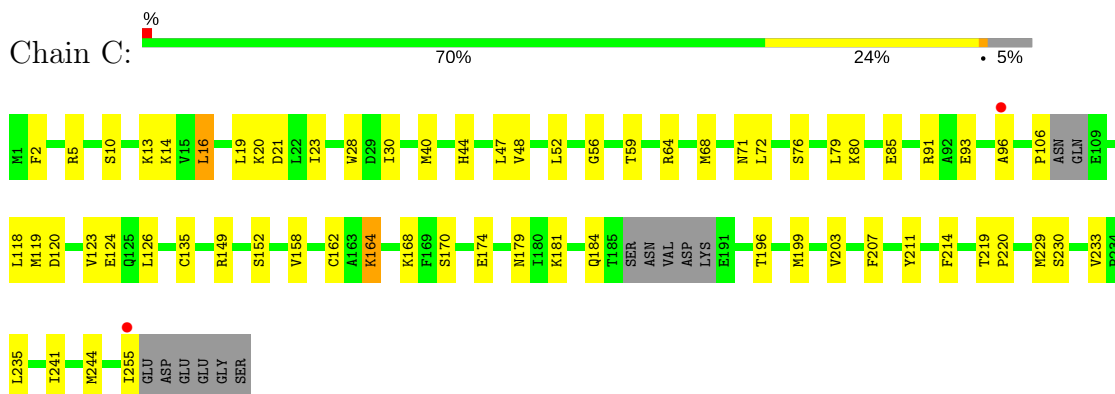 %
Chain C:
70% 24% • 5%
M1 F2 R5 S10 K13 K14 V15 L16 L19 K20 D21 L22 I23 W28 D29 I30 M40 H44 L47 V48 L52 G56 T59 R64 M68 N71 L72 S76 L79 K80 E85 R91 A92 E93 A96 P106 ASN GLN E109
L118 M119 D120 V123 E124 Q125 L126 C135 R149 S152 V158 C162 A163 K164 K168 F169 S170 E174 N179 I180 K181 Q184 T185 SER ASN VAL ASP LYS E191 T196 M199 V203 F207 Y211 F214 T219 P220 M229 S230 V233
L235 I241 M244 I255 GLU ASP GLU GLU GLY SER